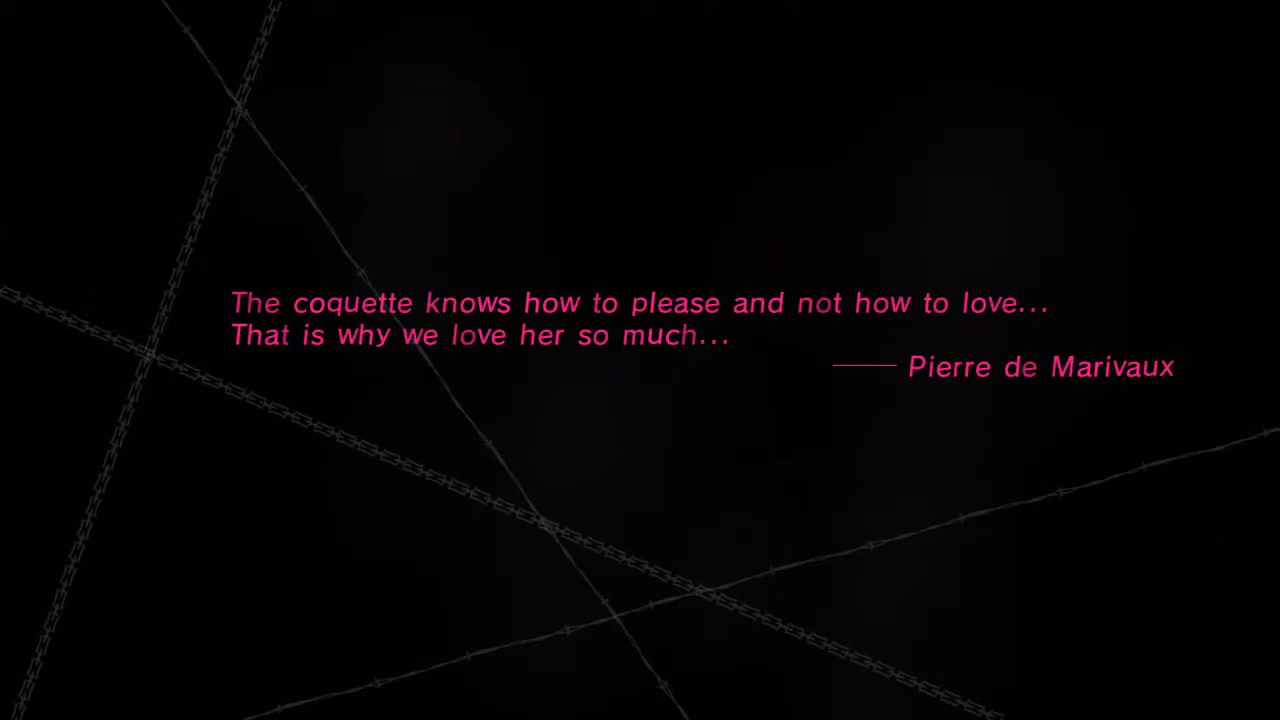 The coquette knows how to please and not how to love...
That is why we love her so much...
—— Pierre de Marivaux